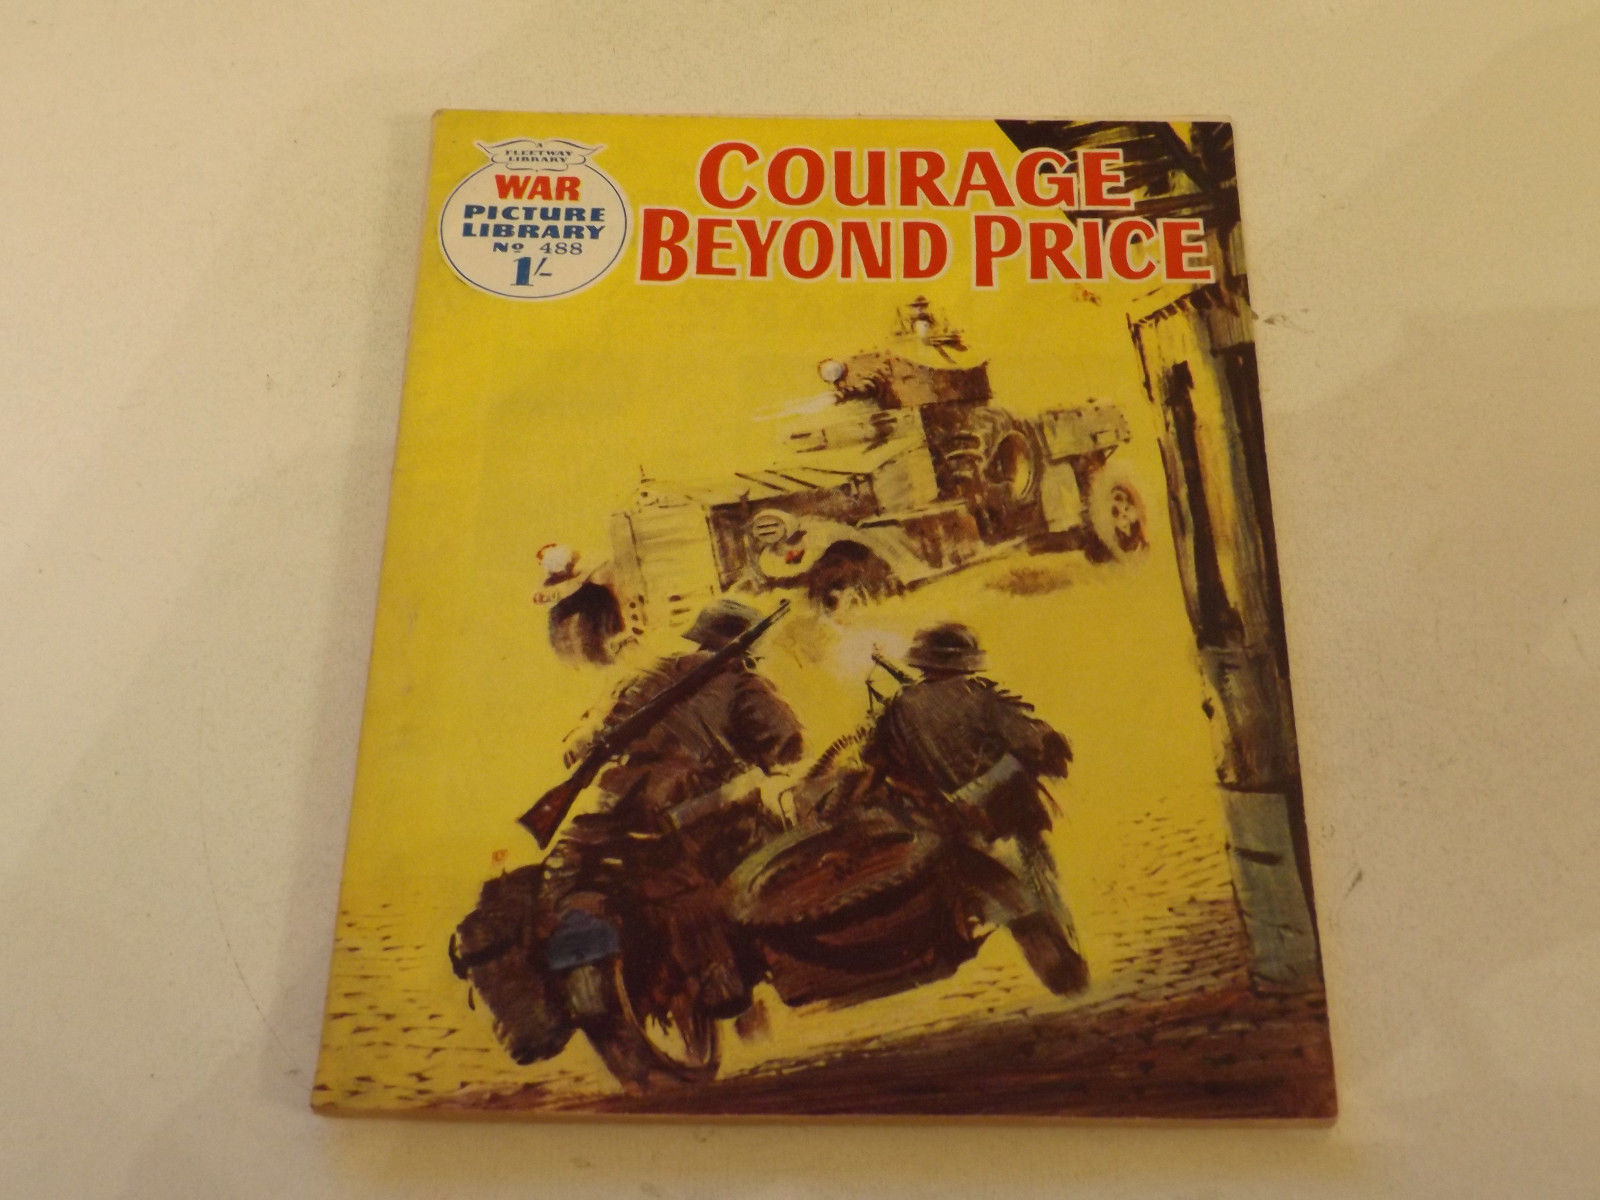 A
FLEETWAY
LIBRARY
WAR
PICTURE
LIBRARY
Nº 488
1/-
COURAGE
BEYOND PRICE